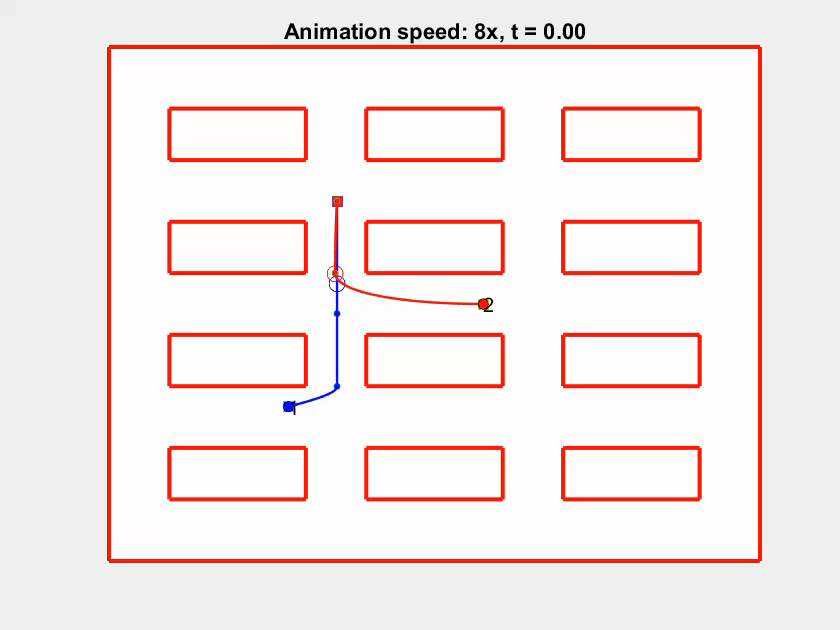 Animation speed: 8x, t = 0.00
2
1